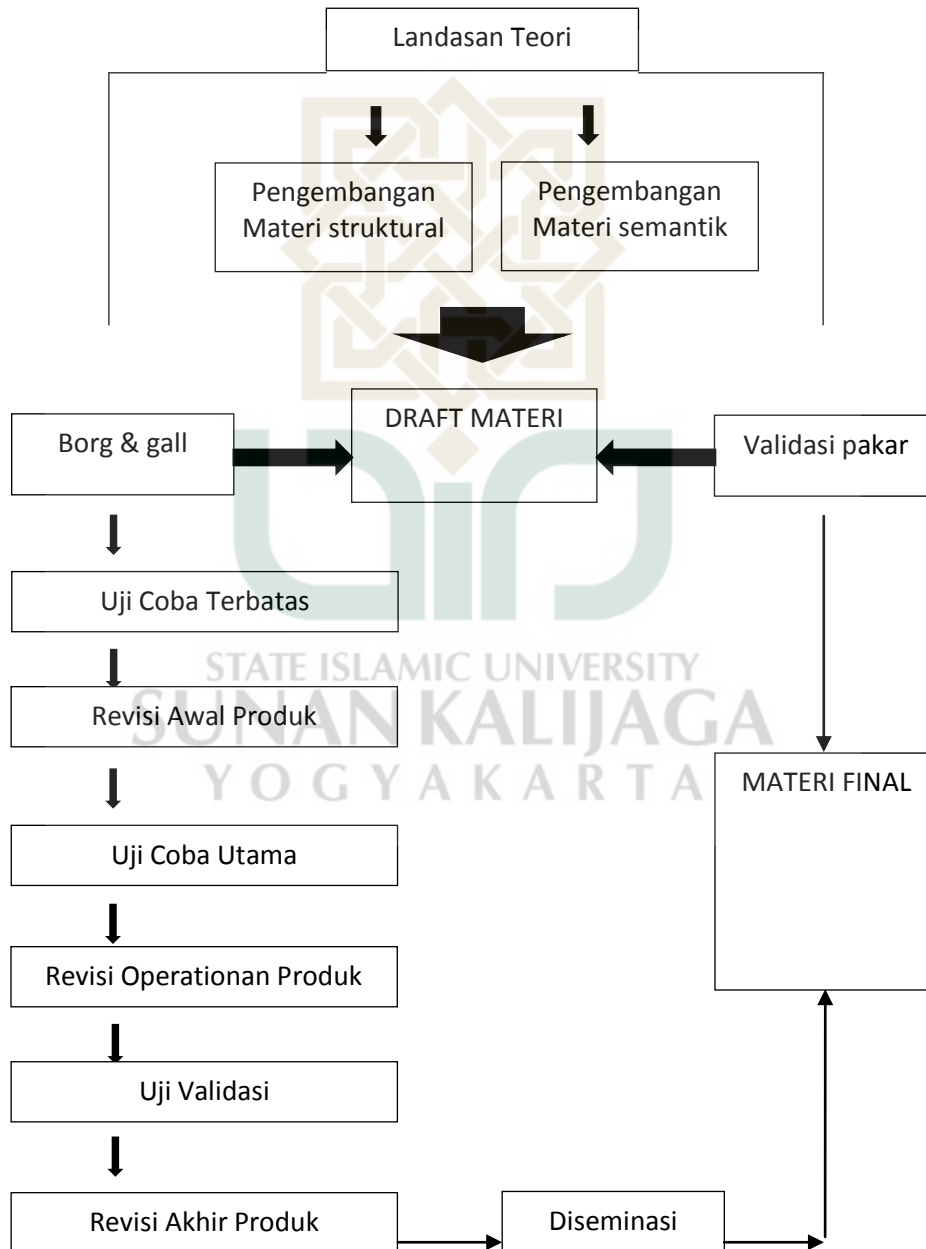 Landasan Teori
Pengembangan
Materi struktural
Pengembangan
Materi semantik
Borg & gall
DRAFT MATERI
Validasi pakar
Uji Coba Terbatas
STATE ISLAMIC UNIVERSITY
Revisi Awal Produk
SUNAN KALIJAGA
YOGYAKARTA
MATERI FINAL
Uji Coba Utama
Revisi Operationan Produk
Uji Validasi
Revisi Akhir Produk
Diseminasi